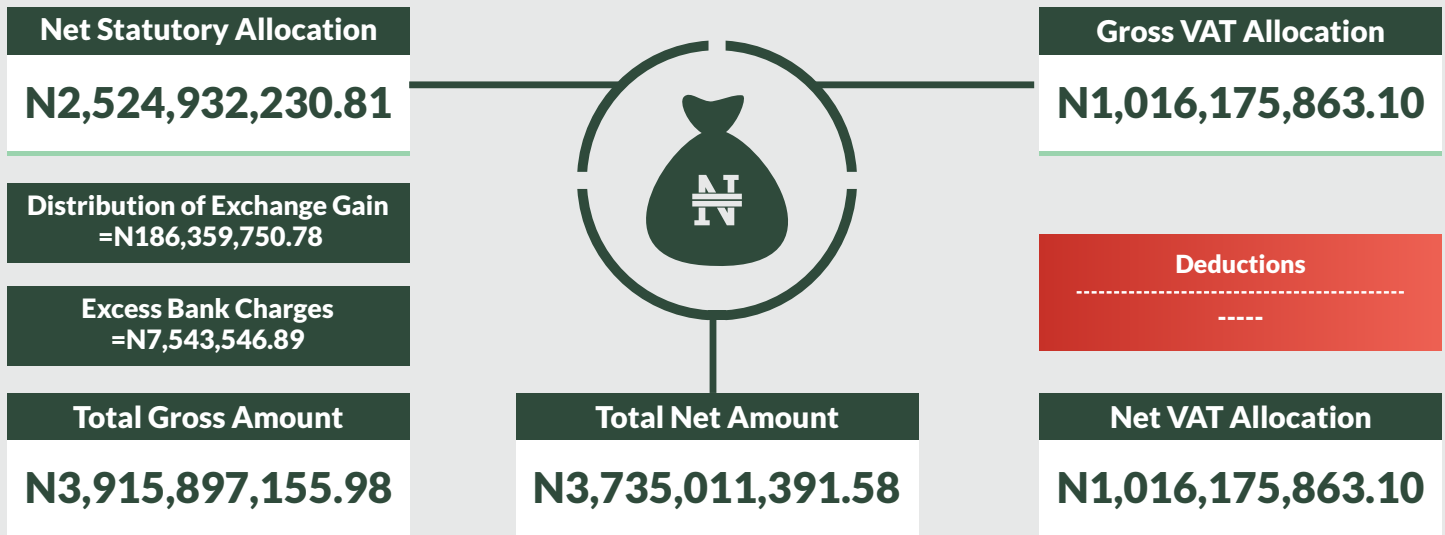 Net Statutory Allocation
N2,524,932,230.81
Distribution of Exchange Gain
=N186,359,750.78
Excess Bank Charges
=N7,543,546.89
Total Gross Amount
N3,915,897,155.98
₦
Total Net Amount
N3,735,011,391.58
Gross VAT Allocation
N1,016,175,863.10
Deductions
--------------------------------------------
-----
Net VAT Allocation
N1,016,175,863.10